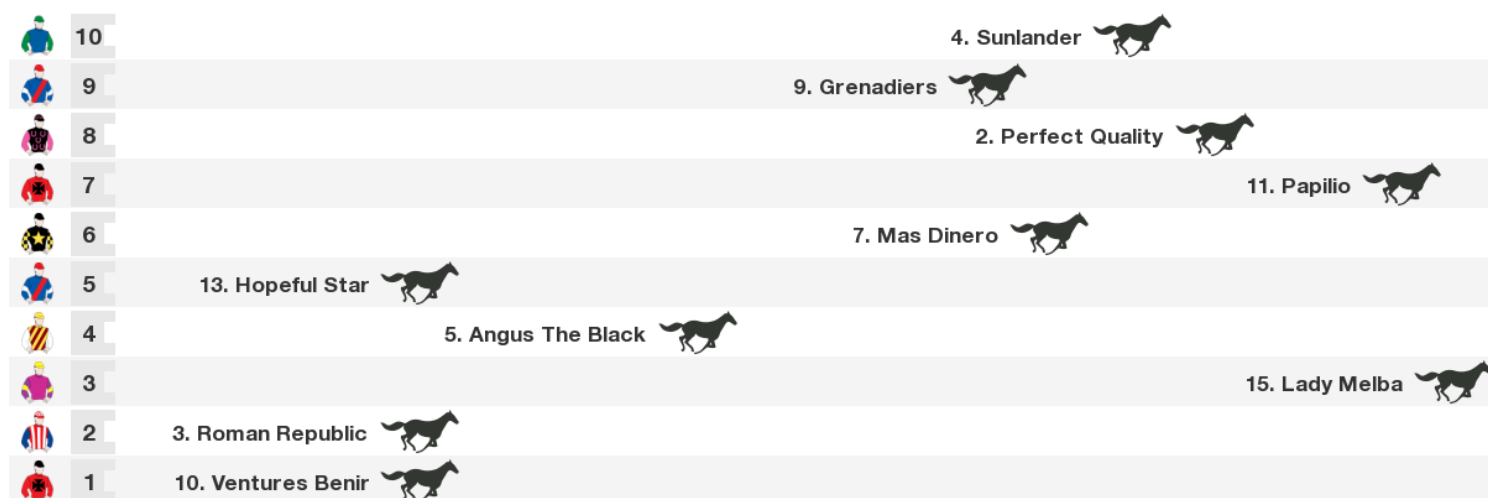 10 4. Sunlander
9 9. Grenadiers
8 2. Perfect Quality
7 11. Papilio
6 7. Mas Dinero
5 13. Hopeful Star
4 5. Angus The Black
3 15. Lady Melba
2 3. Roman Republic
1 10. Ventures Benir